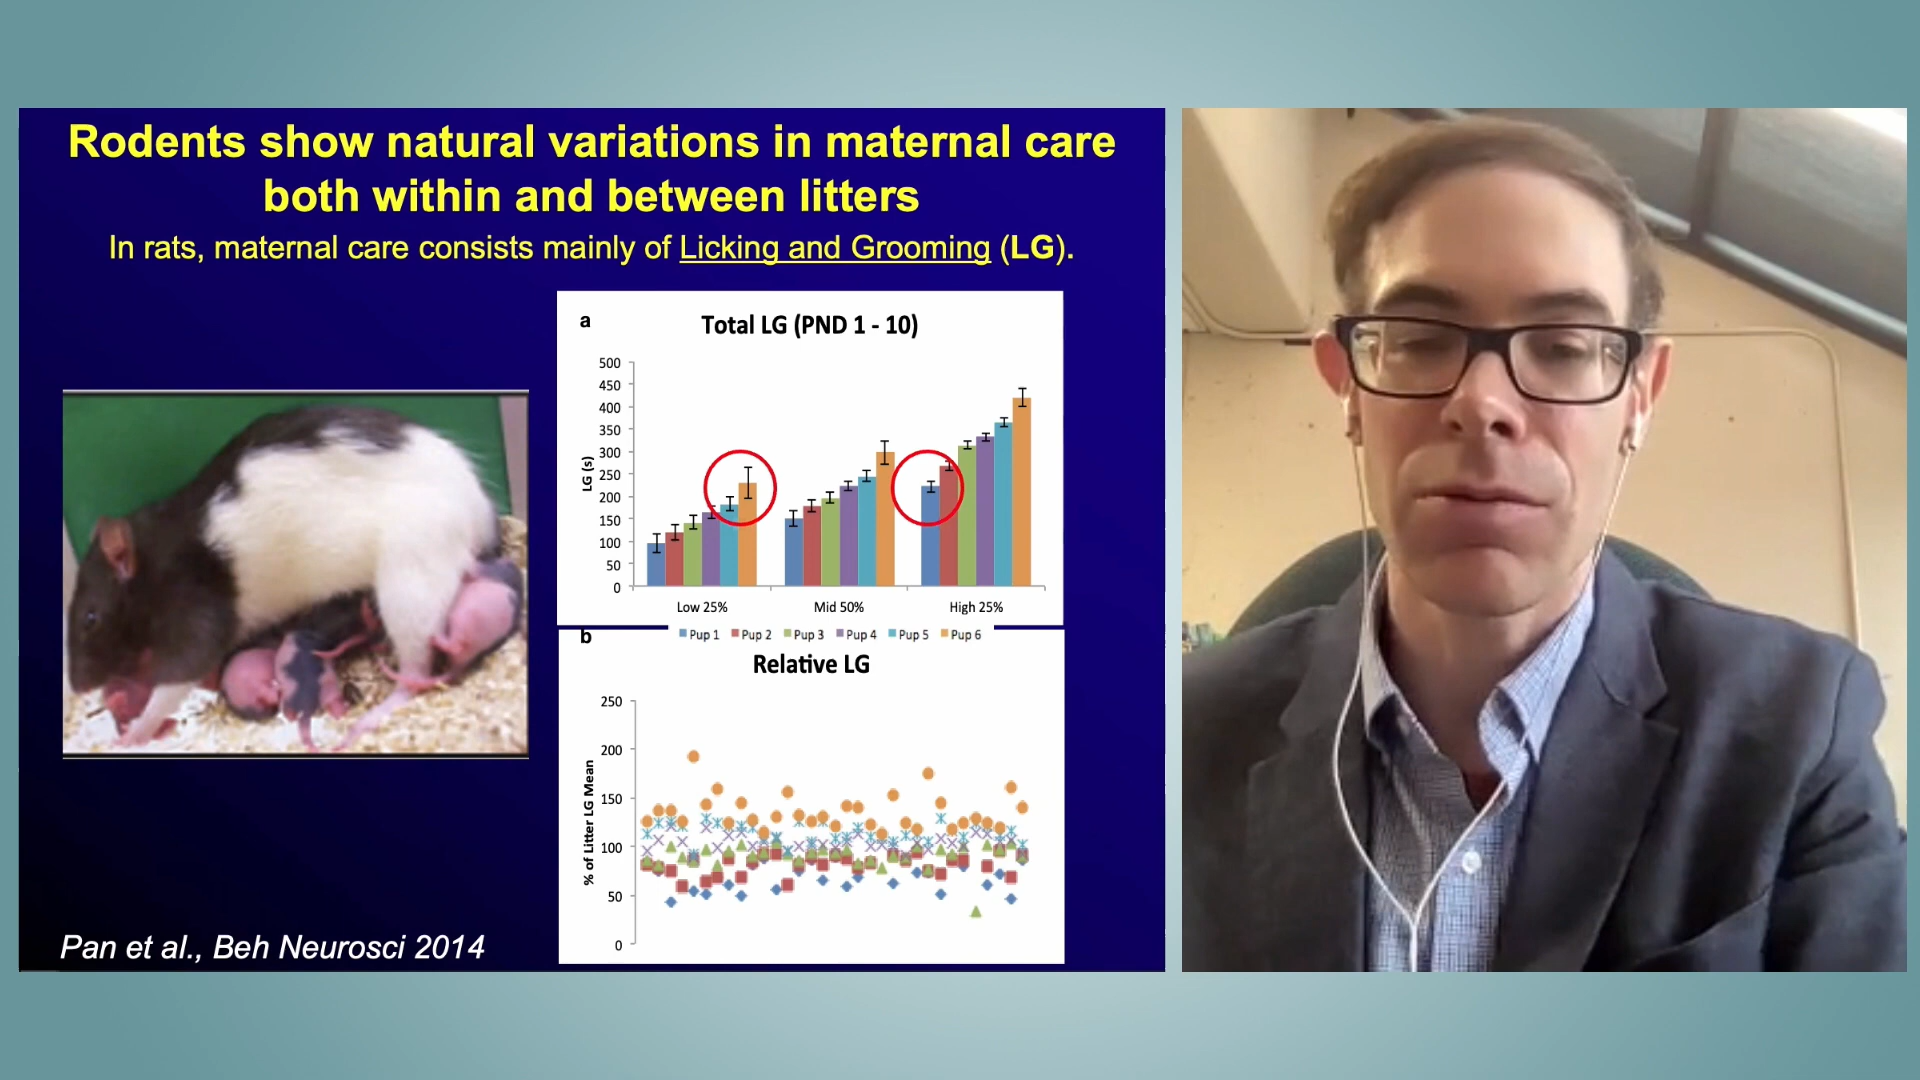 Rodents show natural variations in maternal care
both within and between litters
In rats, maternal care consists mainly of Licking and Grooming (LG).
a
Total LG (PND 1 - 10)
LG (s)
500
450
400
350
300
250
200
150
100
50
0
Low 25%
Mid 50%
High 25%
Pup 1
Pup 2
Pup 3
Pup 4
Pup 5
Pup 6
b
Relative LG
% of Litter LG Mean
250
200
150
100
50
0
Pan et al., Beh Neurosci 2014